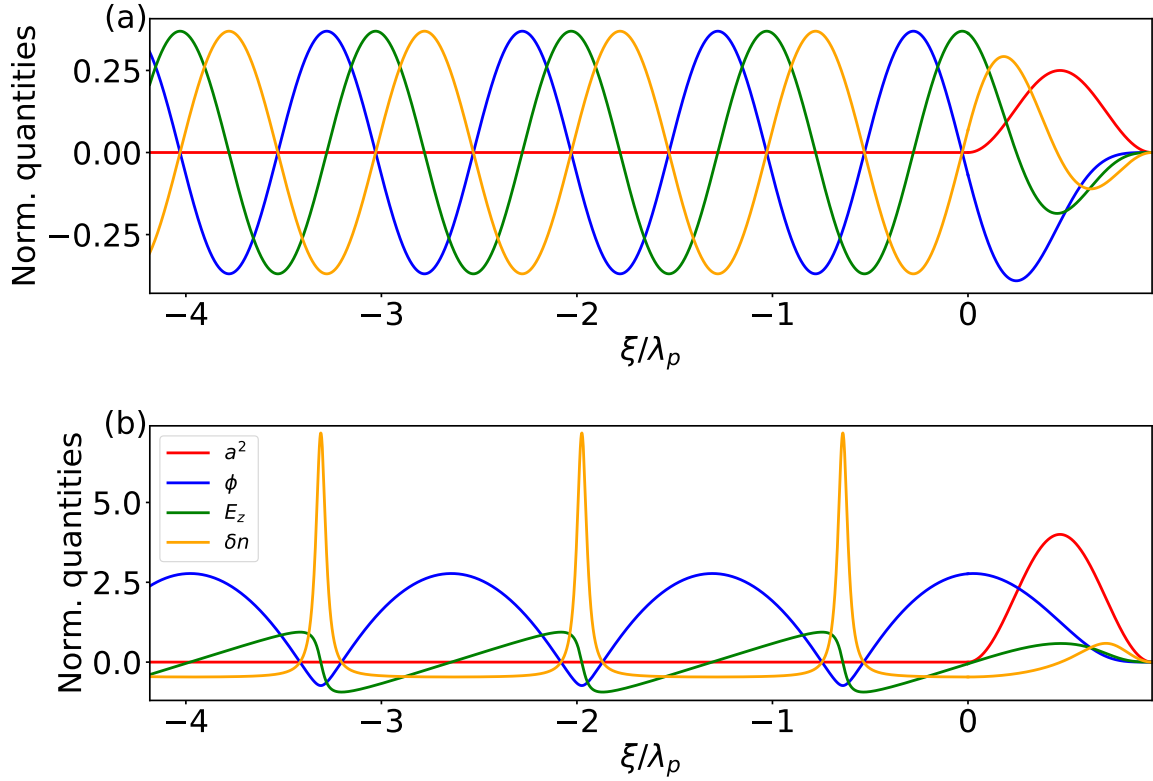 (a)
Norm. quantities
0.25
0.00
−0.25
−4 −3 −2 −1 0
ξ/λₚ
(b)
Norm. quantities
5.0
2.5
0.0
a²
ϕ
E_z
δn
−4 −3 −2 −1 0
ξ/λₚ